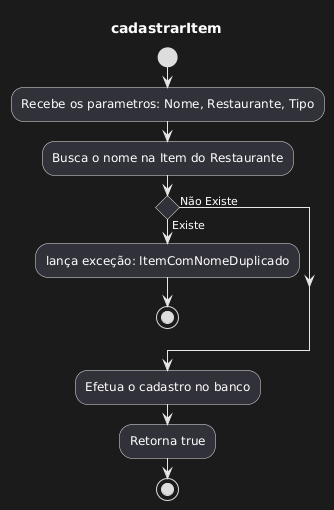 cadastrarItem
Recebe os parametros: Nome, Restaurante, Tipo
Busca o nome na Item do Restaurante
Não Existe
Existe
lança exceção: ItemComNomeDuplicado
Efetua o cadastro no banco
Retorna true